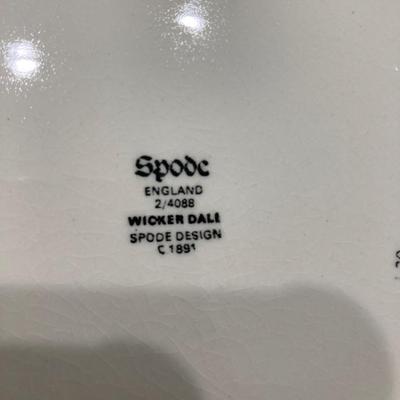 Spode
ENGLAND
2/4088
WICKER DALE
SPODE DESIGN
C 1891